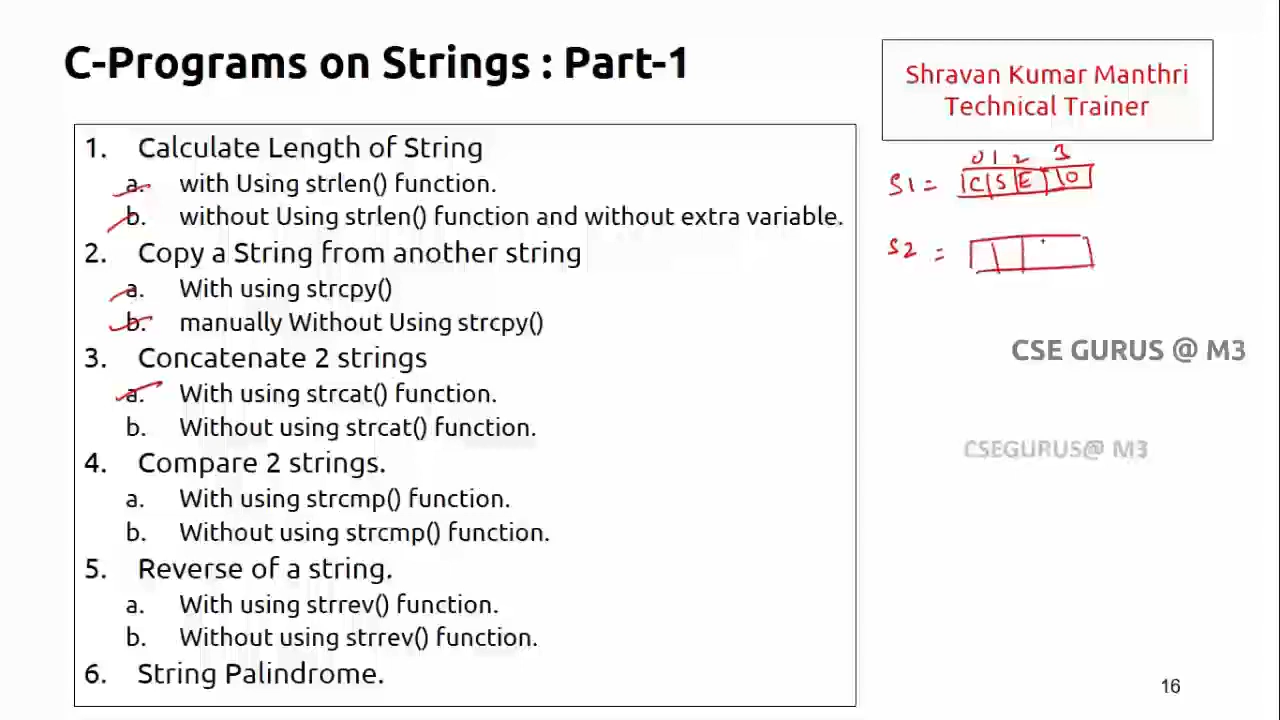 C-Programs on Strings : Part-1
Shravan Kumar Manthri
Technical Trainer
1. Calculate Length of String
a. with Using strlen() function.
b. without Using strlen() function and without extra variable.
2. Copy a String from another string
a. With using strcpy()
b. manually Without Using strcpy()
3. Concatenate 2 strings
a. With using strcat() function.
b. Without using strcat() function.
4. Compare 2 strings.
a. With using strcmp() function.
b. Without using strcmp() function.
5. Reverse of a string.
a. With using strrev() function.
b. Without using strrev() function.
6. String Palindrome.
0 1 2 3
S1 = C S E \0
S2 =
CSE GURUS @ M3
CSEGURUS@ M3
16